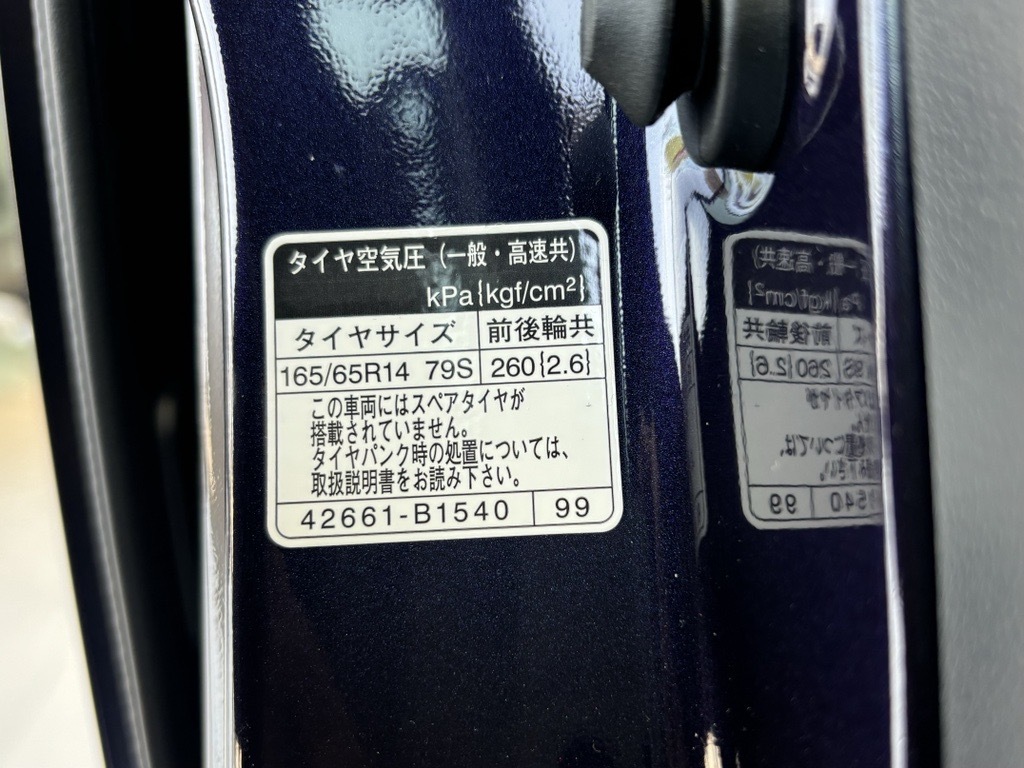 タイヤ空気圧 (一般・高速共)
kPa{kgf/cm²}
タイヤサイズ 前後輪共
165/65R14 79S 260{2.6}
この車両にはスペアタイヤが
搭載されていません。
タイヤパンク時の処置については、
取扱説明書をお読み下さい。
42661-B1540 99